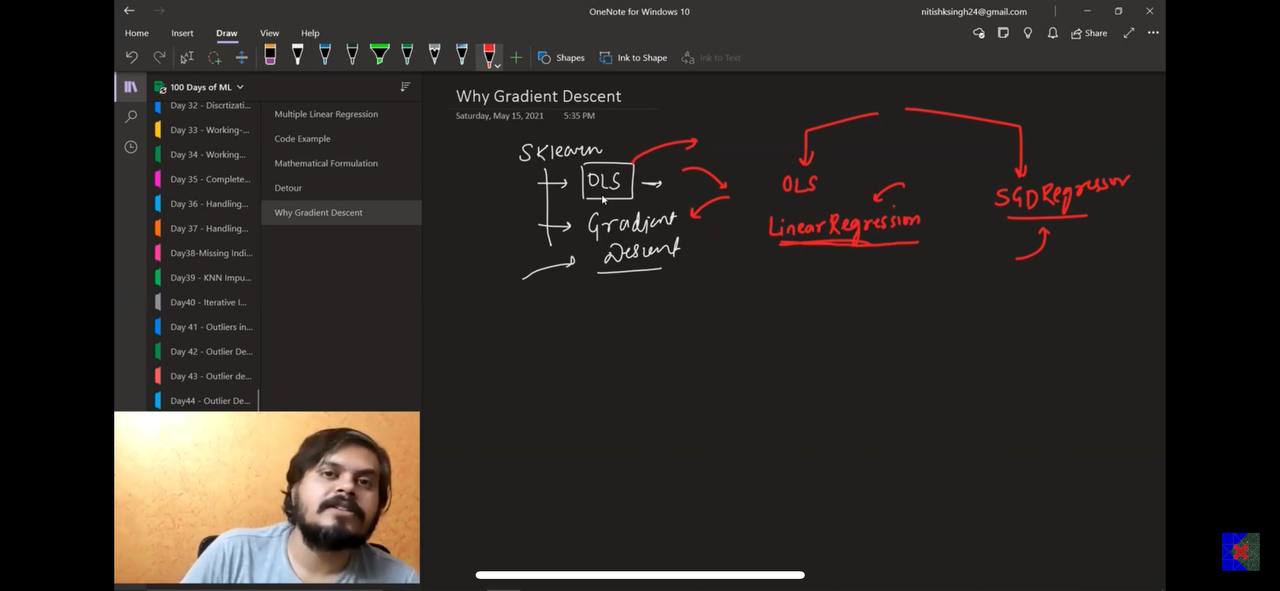 OneNote for Windows 10
nitishksingh24@gmail.com
Home Insert Draw View Help
Share
Shapes
Ink to Shape
Ink to Text
100 Days of ML
Day 32 - Discrtizati...
Day 33 - Working-...
Day 34 - Working...
Day 35 - Complete...
Day 36 - Handling...
Day 37 - Handling...
Day38-Missing Indi...
Day39 - KNN Impu...
Day40 - Iterative I...
Day 41 - Outliers in...
Day 42 - Outlier De...
Day 43 - Outlier de...
Day44 - Outlier De...
Multiple Linear Regression
Code Example
Mathematical Formulation
Detour
Why Gradient Descent
Why Gradient Descent
Saturday, May 15, 2021 5:35 PM
Sklearn
OLS
Gradient
Descent
OLS
LinearRegression
SGDRegressor